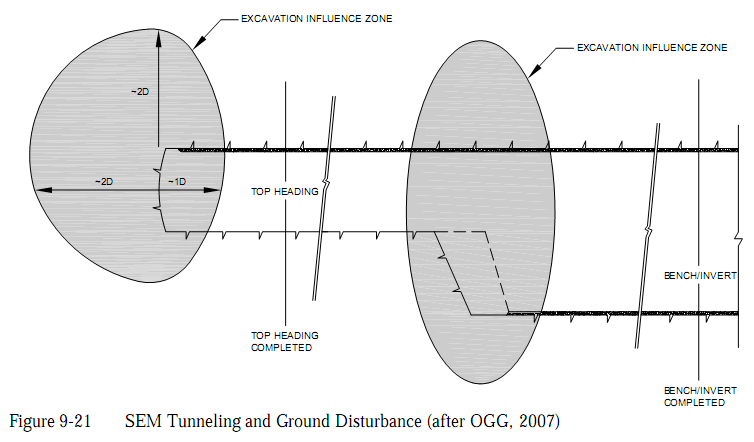 EXCAVATION INFLUENCE ZONE
EXCAVATION INFLUENCE ZONE
~2D
~2D
~1D
TOP HEADING
BENCH/INVERT
TOP HEADING
COMPLETED
BENCH/INVERT
COMPLETED
Figure 9-21 SEM Tunneling and Ground Disturbance (after OGG, 2007)